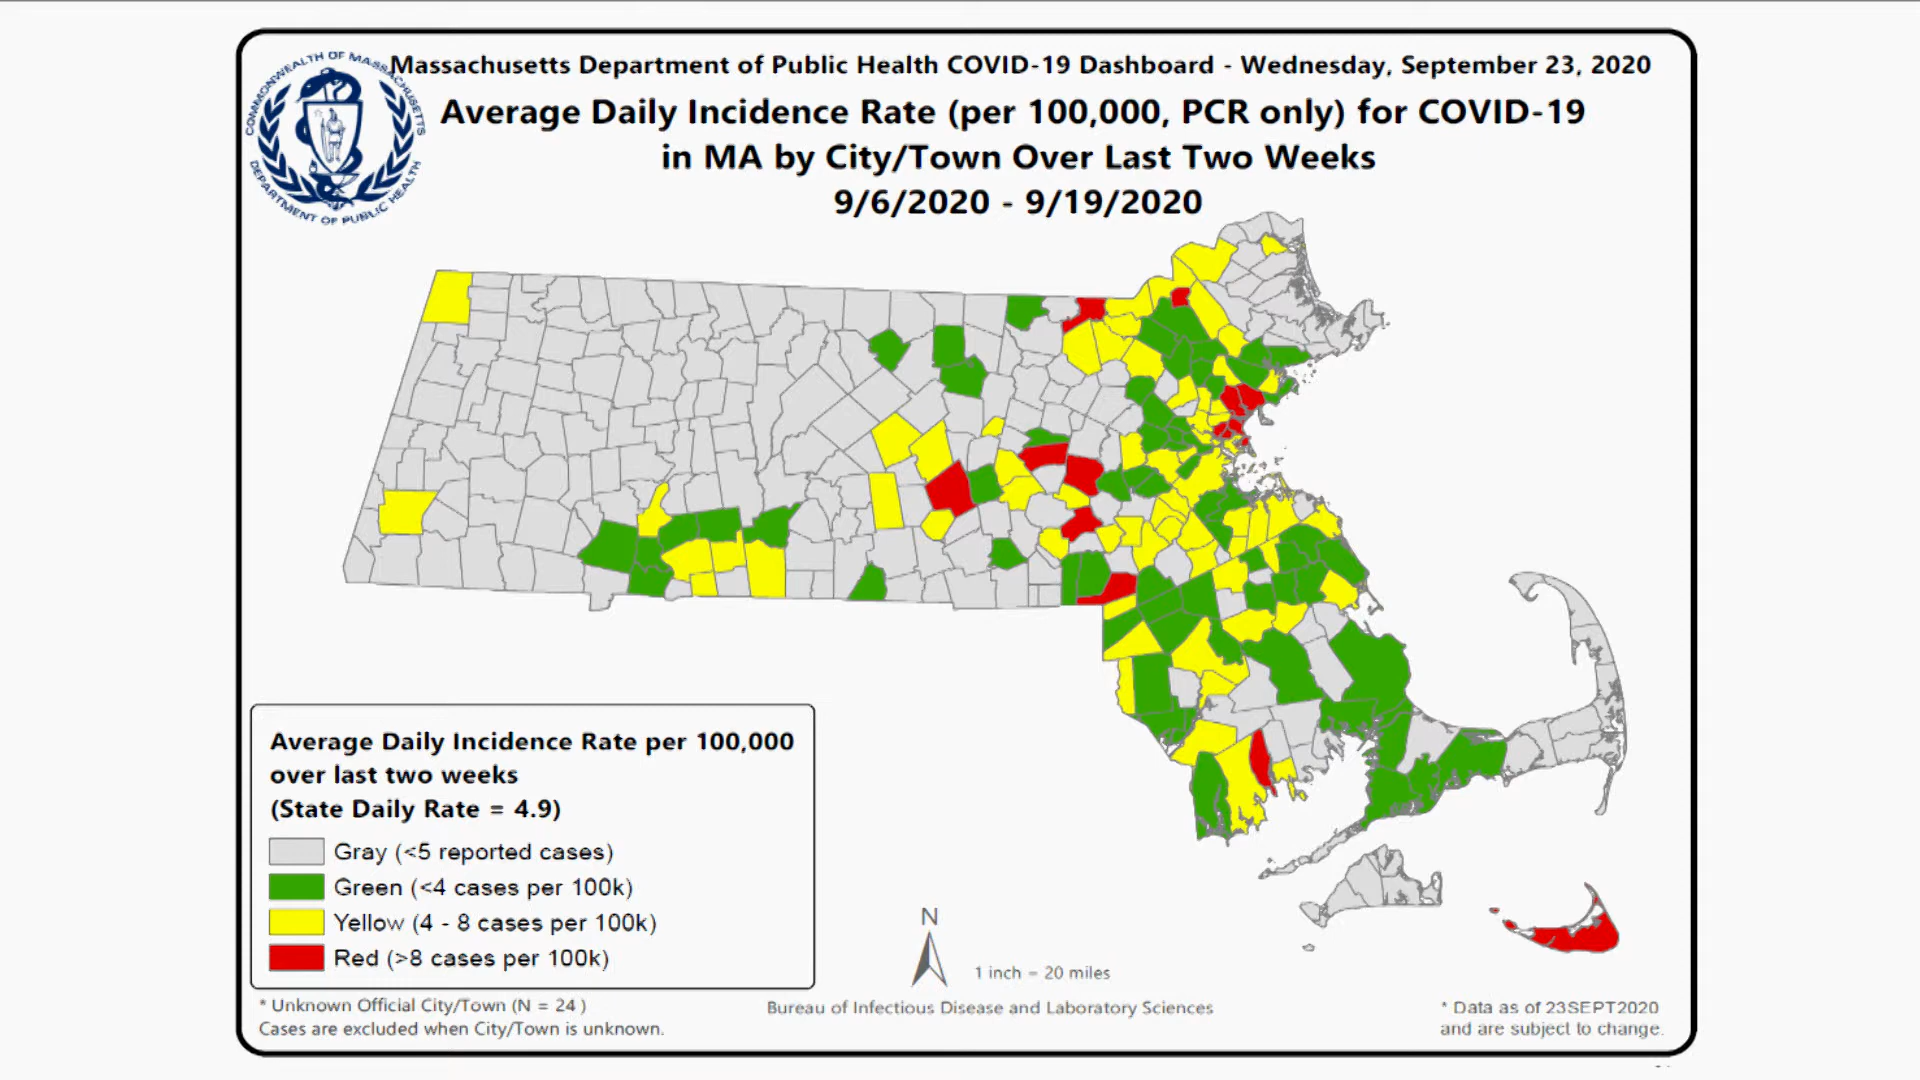 COMMONWEALTH OF MASSACHUSETTS
DEPARTMENT OF PUBLIC HEALTH
Massachusetts Department of Public Health COVID-19 Dashboard - Wednesday, September 23, 2020
Average Daily Incidence Rate (per 100,000, PCR only) for COVID-19
in MA by City/Town Over Last Two Weeks
9/6/2020 - 9/19/2020
Average Daily Incidence Rate per 100,000
over last two weeks
(State Daily Rate = 4.9)
Gray (<5 reported cases)
Green (<4 cases per 100k)
Yellow (4 - 8 cases per 100k)
Red (>8 cases per 100k)
N
1 inch = 20 miles
* Unknown Official City/Town (N = 24 )
Cases are excluded when City/Town is unknown.
Bureau of Infectious Disease and Laboratory Sciences
* Data as of 23SEPT2020
and are subject to change.